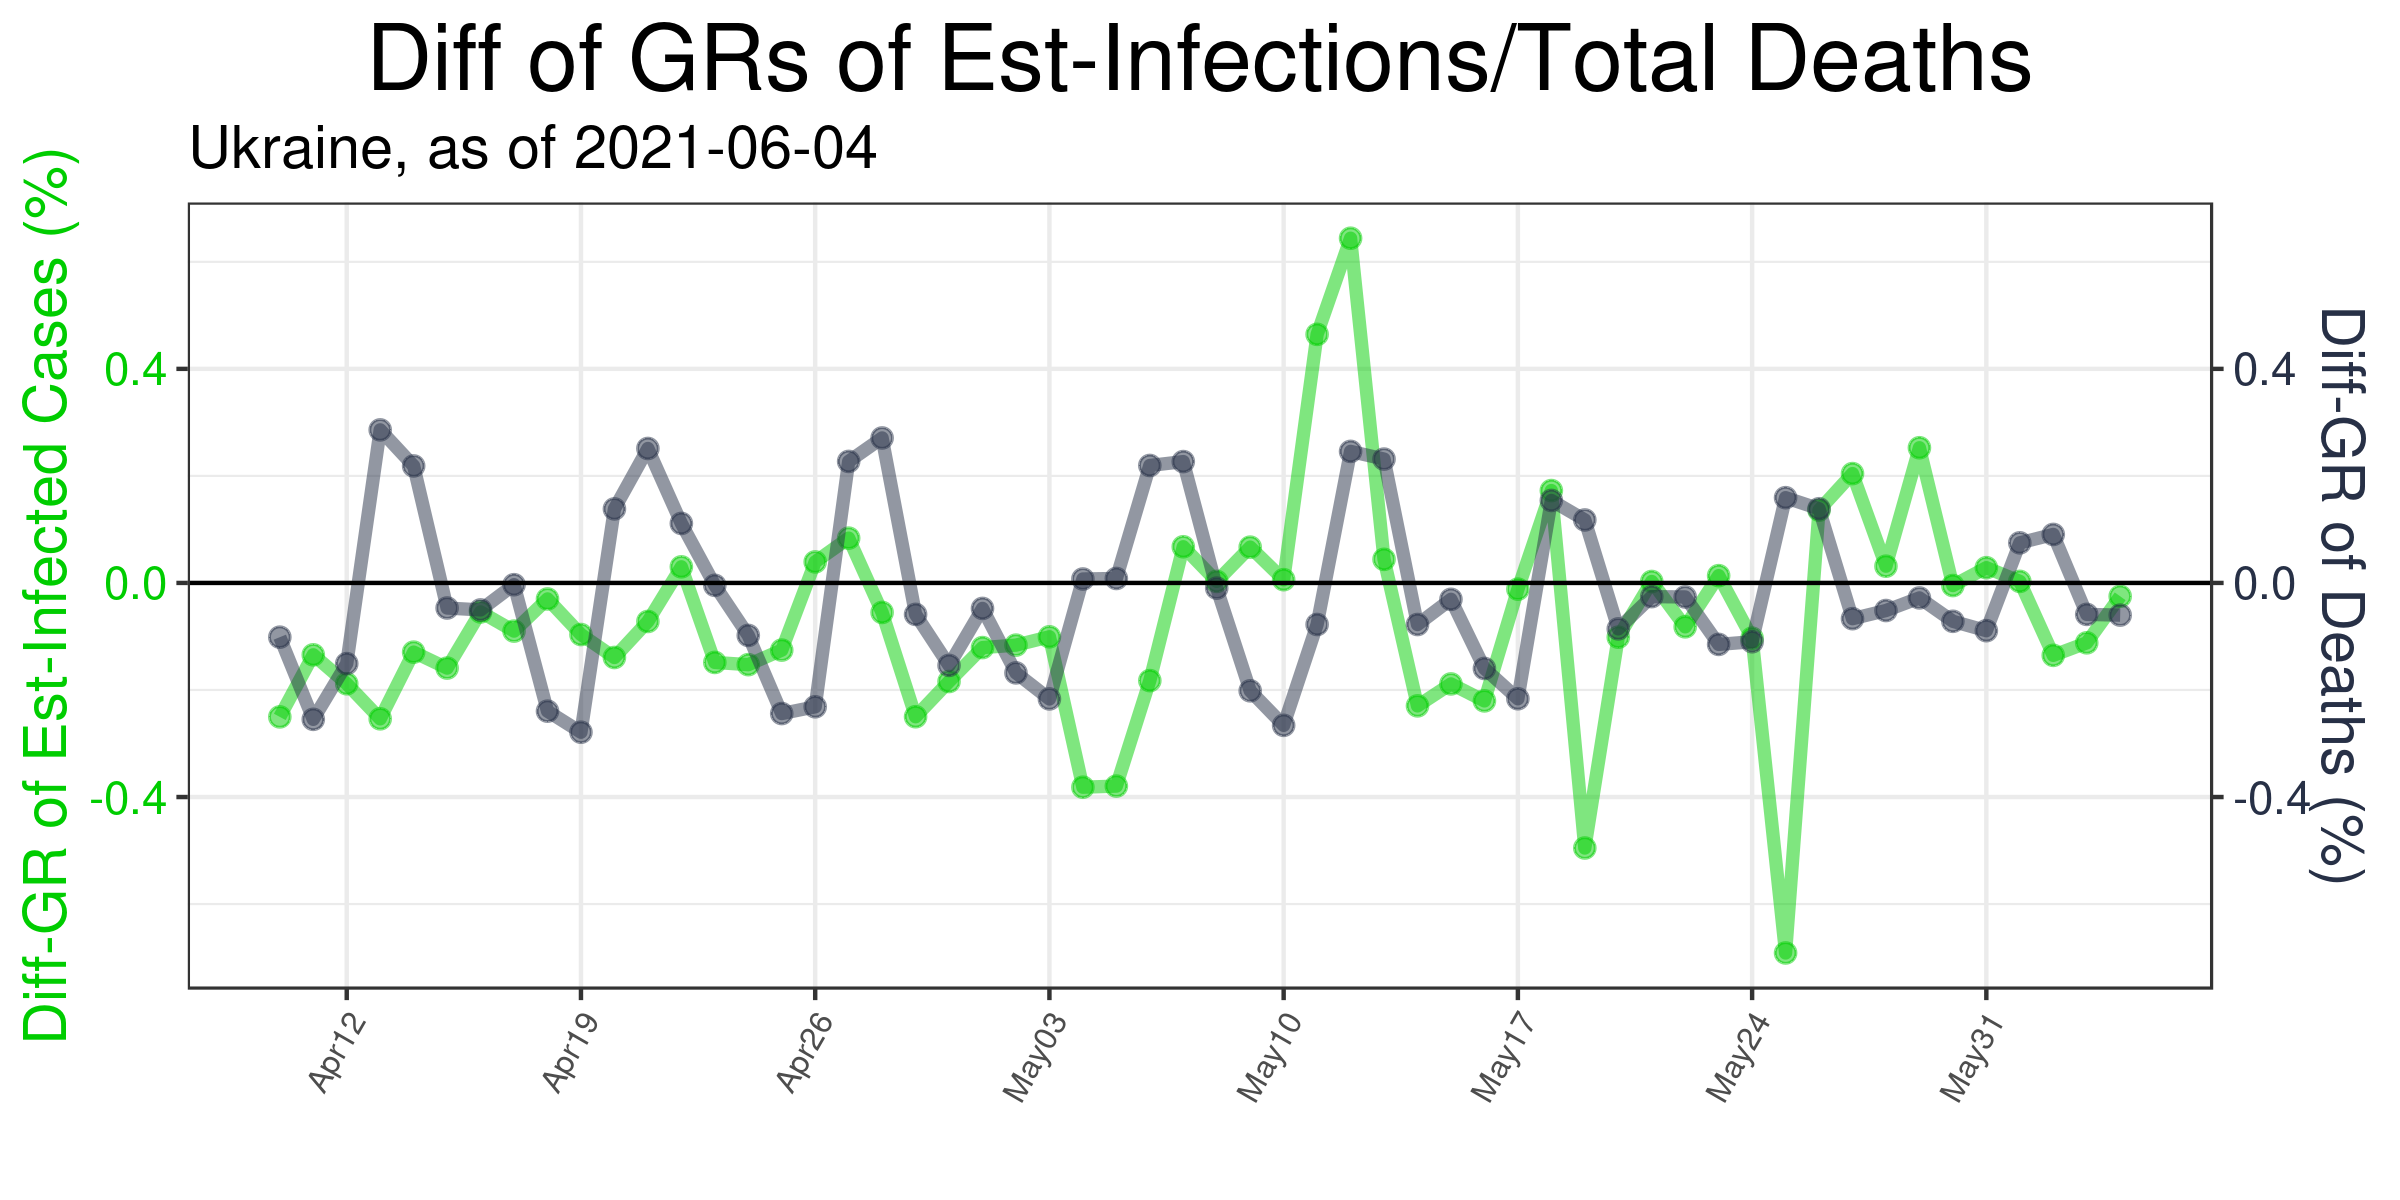 Diff of GRs of Est-Infections/Total Deaths
Ukraine, as of 2021-06-04
Diff-GR of Est-Infected Cases (%)
0.4
0.0
-0.4
0.4
0.0
-0.4
Diff-GR of Deaths (%)
Apr12
Apr19
Apr26
May03
May10
May17
May24
May31